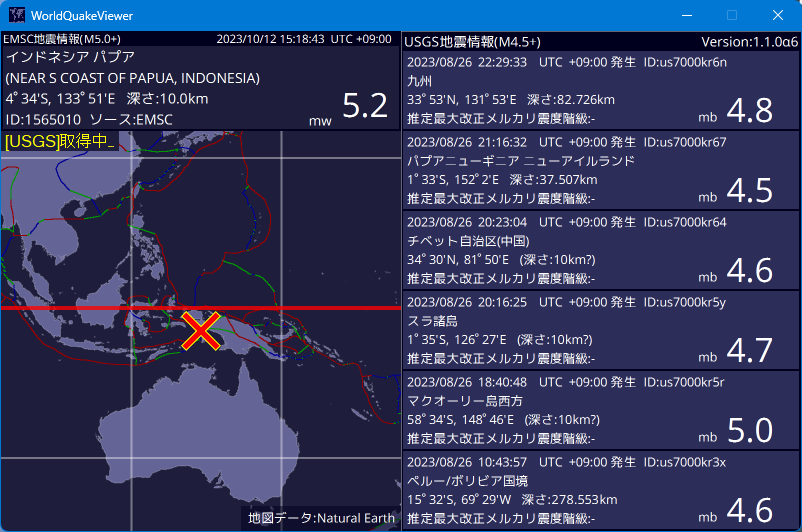 WorldQuakeViewer
EMSC地震情報(M5.0+) 2023/10/12 15:18:43 UTC +09:00
インドネシア パプア
(NEAR S COAST OF PAPUA, INDONESIA)
4°34'S, 133°51'E 深さ:10.0km
ID:1565010 ソース:EMSC mw 5.2
[USGS]取得中_
地図データ:Natural Earth
USGS地震情報(M4.5+) Version:1.1.0α6
2023/08/26 22:29:33 UTC +09:00 発生 ID:us7000kr6n
九州
33°53'N, 131°53'E 深さ:82.726km
推定最大改正メルカリ震度階級:- mb 4.8
2023/08/26 21:16:32 UTC +09:00 発生 ID:us7000kr67
パプアニューギニア ニューアイルランド
1°33'S, 152°2'E 深さ:37.507km
推定最大改正メルカリ震度階級:- mb 4.5
2023/08/26 20:23:04 UTC +09:00 発生 ID:us7000kr64
チベット自治区(中国)
34°30'N, 81°50'E (深さ:10km?)
推定最大改正メルカリ震度階級:- mb 4.6
2023/08/26 20:16:25 UTC +09:00 発生 ID:us7000kr5y
スラ諸島
1°35'S, 126°27'E (深さ:10km?)
推定最大改正メルカリ震度階級:- mb 4.7
2023/08/26 18:40:48 UTC +09:00 発生 ID:us7000kr5r
マクオーリー島西方
58°34'S, 148°46'E (深さ:10km?)
推定最大改正メルカリ震度階級:- mb 5.0
2023/08/26 10:43:57 UTC +09:00 発生 ID:us7000kr3x
ペルー/ボリビア国境
15°32'S, 69°29'W 深さ:278.553km
推定最大改正メルカリ震度階級:- mb 4.6